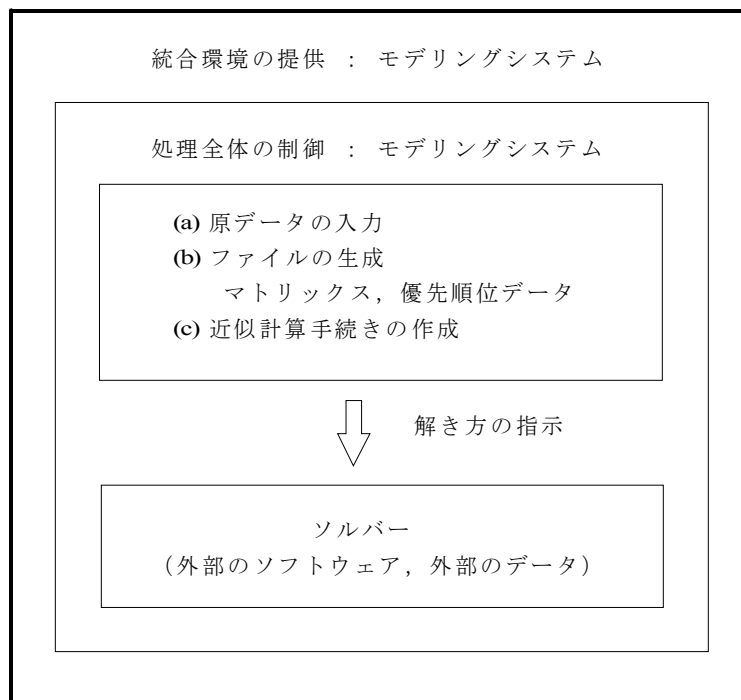 統合環境の提供 : モデリングシステム
処理全体の制御 : モデリングシステム
(a) 原データの入力
(b) ファイルの生成
マトリックス, 優先順位データ
(c) 近似計算手続きの作成
解き方の指示
ソルバー
(外部のソフトウェア, 外部のデータ)